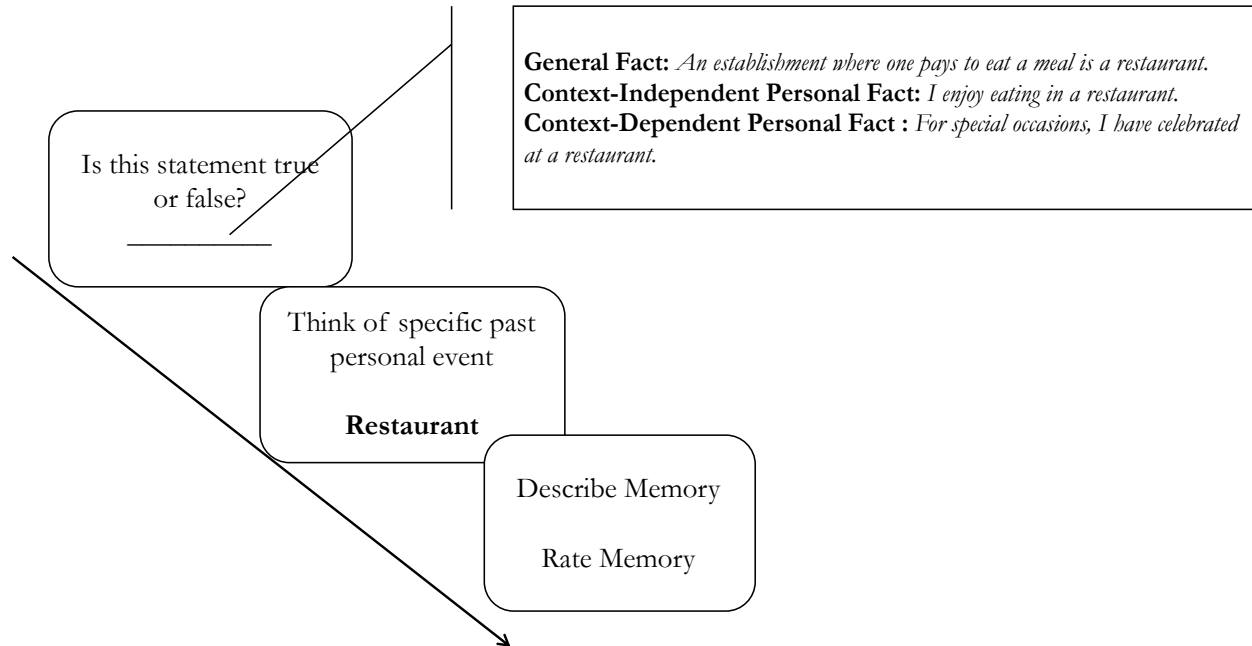 General Fact: An establishment where one pays to eat a meal is a restaurant.
Context-Independent Personal Fact: I enjoy eating in a restaurant.
Context-Dependent Personal Fact : For special occasions, I have celebrated
at a restaurant.
Is this statement true
or false?
___________
Think of specific past
personal event
Restaurant
Describe Memory
Rate Memory